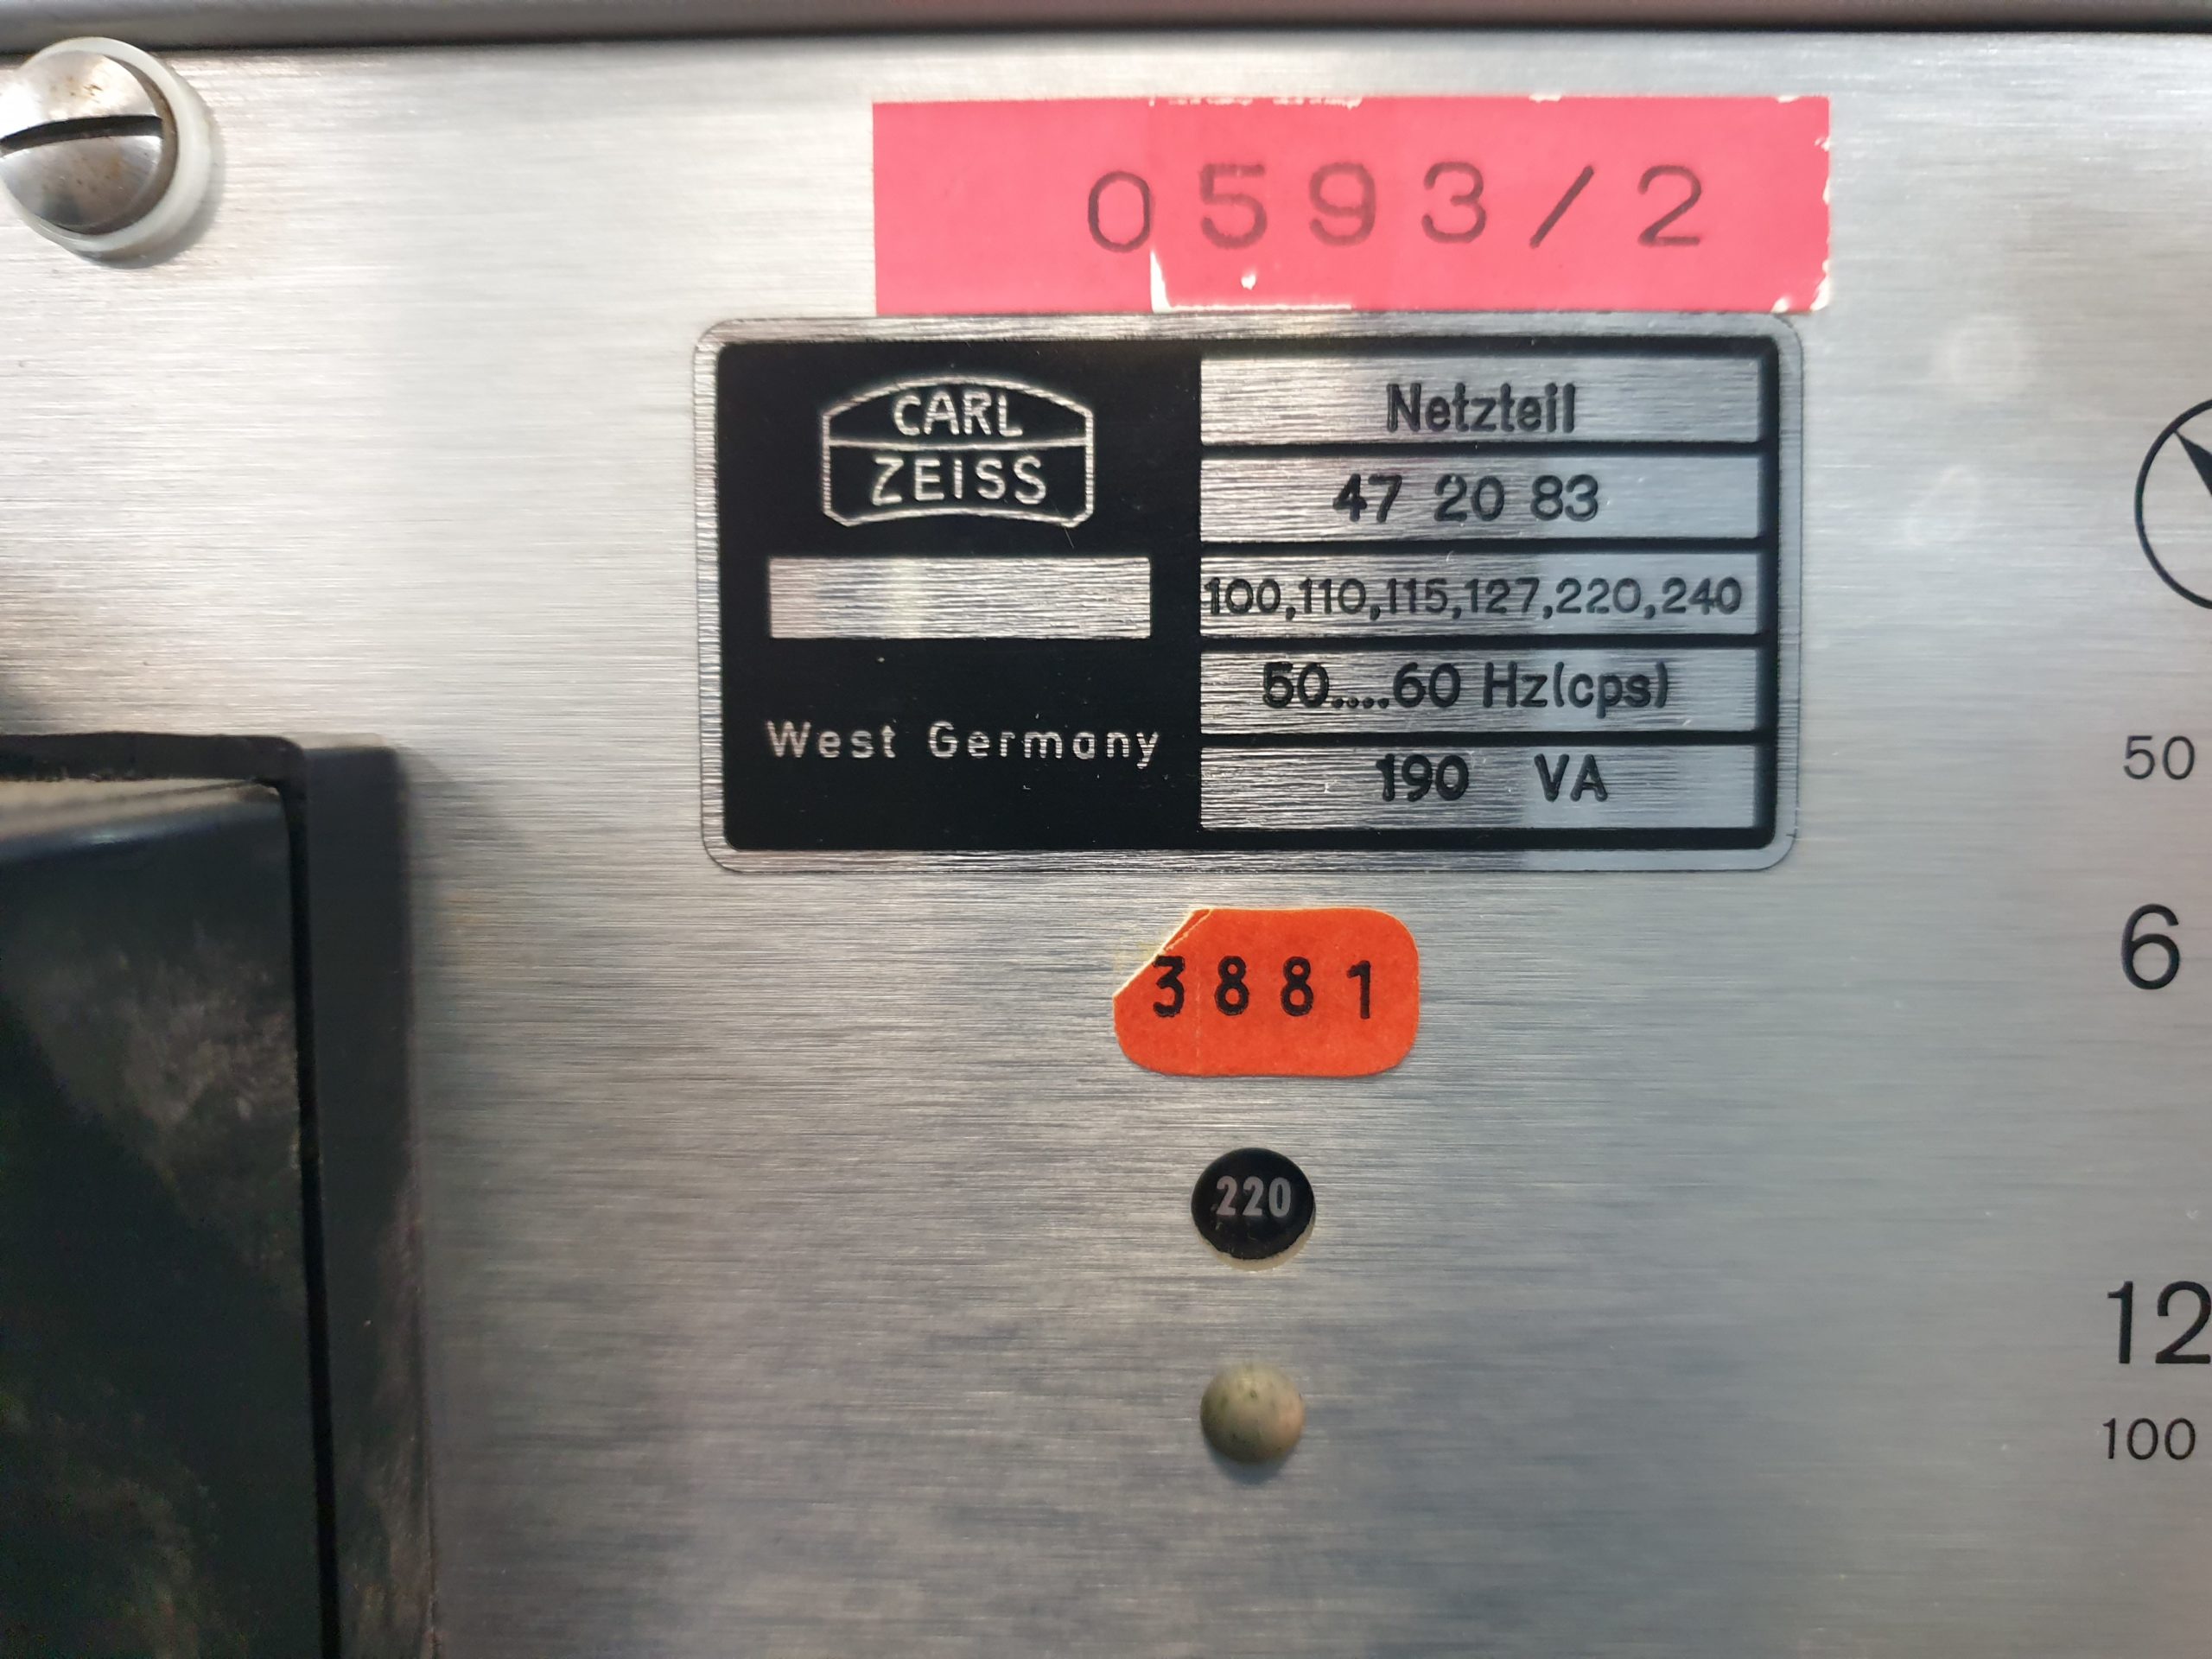 0593/2
CARL
ZEISS
West Germany
Netzteil
47 20 83
100,110,115,127,220,240
50....60 Hz(cps)
190 VA
3881
220
50
6
12
100